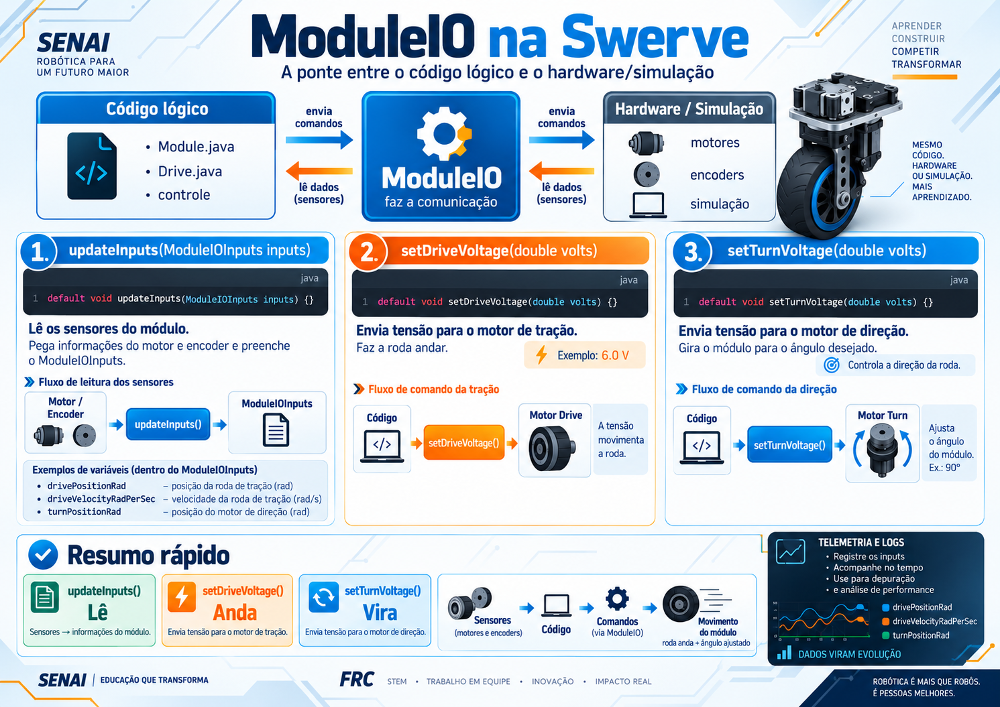 SENAI
ROBÓTICA PARA
UM FUTURO MAIOR
ModuleIO na Swerve
A ponte entre o código lógico e o hardware/simulação
APRENDER
CONSTRUIR
COMPETIR
TRANSFORMAR
Código lógico
</>
• Module.java
• Drive.java
• controle
envia
comandos
lê dados
(sensores)
ModuleIO
faz a comunicação
envia
comandos
lê dados
(sensores)
Hardware / Simulação
motores
encoders
simulação
MESMO
CÓDIGO.
HARDWARE
OU SIMULAÇÃO.
MAIS
APRENDIZADO.
1. updateInputs(ModuleIOInputs inputs)
java
1 default void updateInputs(ModuleIOInputs inputs) {}
Lê os sensores do módulo.
Pega informações do motor e encoder e preenche
o ModuleIOInputs.
Fluxo de leitura dos sensores
Motor /
Encoder
updateInputs()
ModuleIOInputs
Exemplos de variáveis (dentro do ModuleIOInputs)
• drivePositionRad – posição da roda de tração (rad)
• driveVelocityRadPerSec – velocidade da roda de tração (rad/s)
• turnPositionRad – posição do motor de direção (rad)
2. setDriveVoltage(double volts)
java
1 default void setDriveVoltage(double volts) {}
Envia tensão para o motor de tração.
Faz a roda andar.
Exemplo: 6.0 V
Fluxo de comando da tração
Código
</>
setDriveVoltage()
Motor Drive
A tensão
movimenta
a roda.
3. setTurnVoltage(double volts)
java
1 default void setTurnVoltage(double volts) {}
Envia tensão para o motor de direção.
Gira o módulo para o ângulo desejado.
Controla a direção da roda.
Fluxo de comando da direção
Código
</>
setTurnVoltage()
Motor Turn
Ajusta
o ângulo
do módulo.
Ex.: 90°
Resumo rápido
updateInputs()
Lê
Sensores → informações do módulo.
setDriveVoltage()
Anda
Envia tensão para o motor de tração.
setTurnVoltage()
Vira
Envia tensão para o motor de direção.
Sensores
(motores e encoders)
Código
Comandos
(via ModuleIO)
Movimento
do módulo
roda anda + ângulo ajustado
TELEMETRIA E LOGS
• Registre os inputs
• Acompanhe no tempo
• Use para depuração
• e análise de performance
drivePositionRad
driveVelocityRadPerSec
turnPositionRad
DADOS VIRAM EVOLUÇÃO
SENAI | EDUCAÇÃO QUE TRANSFORMA
FRC STEM • TRABALHO EM EQUIPE • INOVAÇÃO • IMPACTO REAL
ROBÓTICA É MAIS QUE ROBÔS.
É PESSOAS MELHORES.